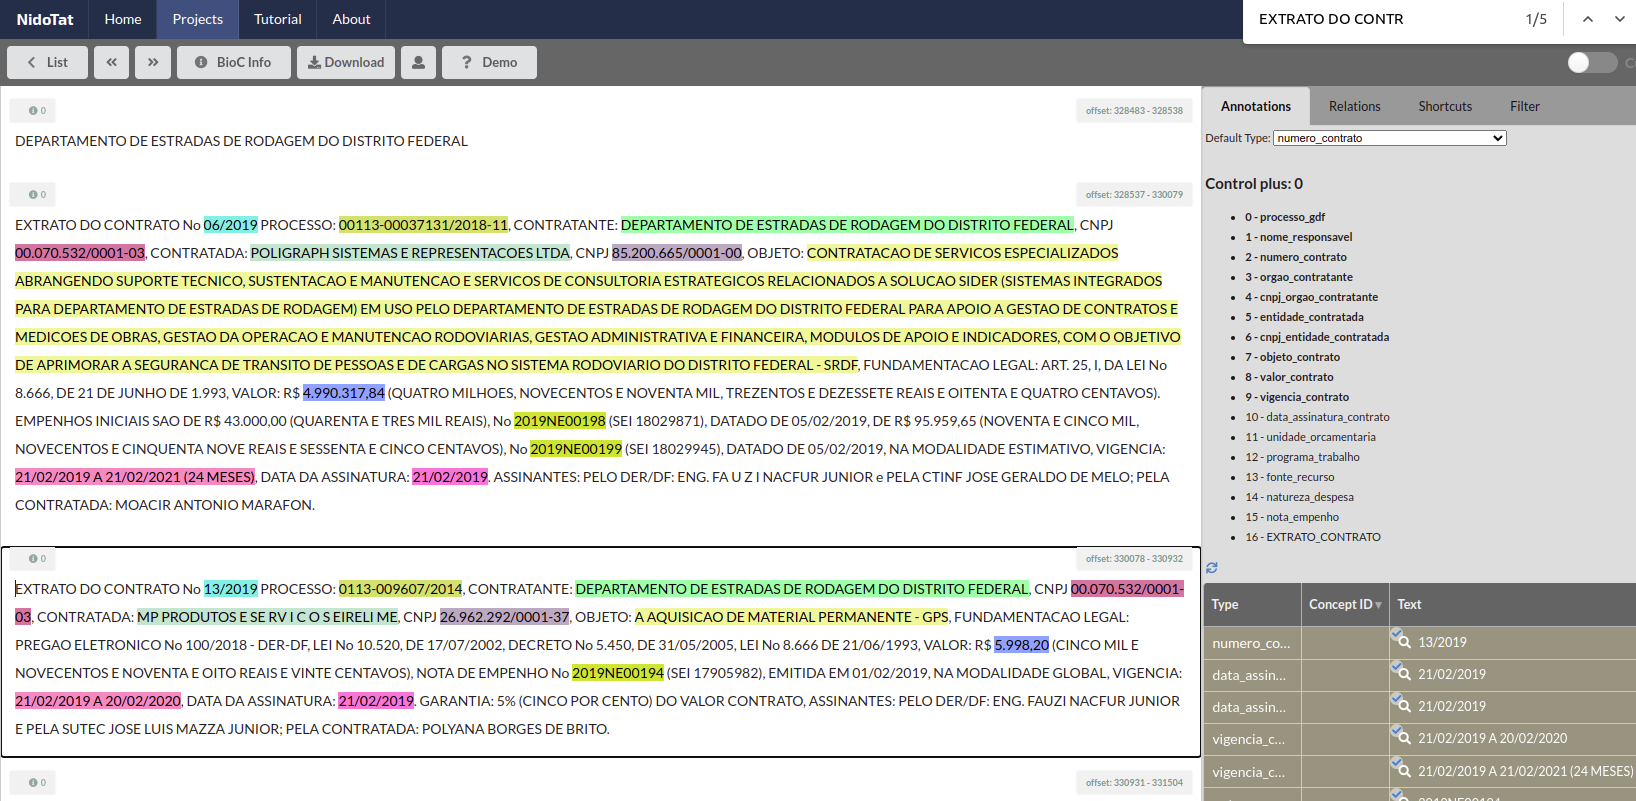 NidoTat Home Projects Tutorial About EXTRATO DO CONTR 1/5
List BioC Info Download Demo
0 offset: 328483 - 328538
DEPARTAMENTO DE ESTRADAS DE RODAGEM DO DISTRITO FEDERAL
0 offset: 328537 - 330079
EXTRATO DO CONTRATO No 06/2019 PROCESSO: 00113-00037131/2018-11, CONTRATANTE: DEPARTAMENTO DE ESTRADAS DE RODAGEM DO DISTRITO FEDERAL, CNPJ
00.070.532/0001-03, CONTRATADA: POLIGRAPH SISTEMAS E REPRESENTACOES LTDA, CNPJ 85.200.665/0001-00, OBJETO: CONTRATACAO DE SERVICOS ESPECIALIZADOS
ABRANGENDO SUPORTE TECNICO, SUSTENTACAO E MANUTENCAO E SERVICOS DE CONSULTORIA ESTRATEGICOS RELACIONADOS A SOLUCAO SIDER (SISTEMAS INTEGRADOS
PARA DEPARTAMENTO DE ESTRADAS DE RODAGEM) EM USO PELO DEPARTAMENTO DE ESTRADAS DE RODAGEM DO DISTRITO FEDERAL PARA APOIO A GESTAO DE CONTRATOS E
MEDICOES DE OBRAS, GESTAO DA OPERACAO E MANUTENCAO RODOVIARIAS, GESTAO ADMINISTRATIVA E FINANCEIRA, MODULOS DE APOIO E INDICADORES, COM O OBJETIVO
DE APRIMORAR A SEGURANCA DE TRANSITO DE PESSOAS E DE CARGAS NO SISTEMA RODOVIARIO DO DISTRITO FEDERAL - SRDF, FUNDAMENTACAO LEGAL: ART. 25, I, DA LEI No
8.666, DE 21 DE JUNHO DE 1.993, VALOR: R$ 4.990.317,84 (QUATRO MILHOES, NOVECENTOS E NOVENTA MIL, TREZENTOS E DEZESSETE REAIS E OITENTA E QUATRO CENTAVOS).
EMPENHOS INICIAIS SAO DE R$ 43.000,00 (QUARENTA E TRES MIL REAIS), No 2019NE00198 (SEI 18029871), DATADO DE 05/02/2019, DE R$ 95.959,65 (NOVENTA E CINCO MIL,
NOVECENTOS E CINQUENTA NOVE REAIS E SESSENTA E CINCO CENTAVOS), No 2019NE00199 (SEI 18029945), DATADO DE 05/02/2019, NA MODALIDADE ESTIMATIVO, VIGENCIA:
21/02/2019 A 21/02/2021 (24 MESES), DATA DA ASSINATURA: 21/02/2019. ASSINANTES: PELO DER/DF: ENG. FA U Z I NACFUR JUNIOR e PELA CTINF JOSE GERALDO DE MELO; PELA
CONTRATADA: MOACIR ANTONIO MARAFON.
0 offset: 330078 - 330932
EXTRATO DO CONTRATO No 13/2019 PROCESSO: 0113-009607/2014, CONTRATANTE: DEPARTAMENTO DE ESTRADAS DE RODAGEM DO DISTRITO FEDERAL, CNPJ 00.070.532/0001-
03, CONTRATADA: MP PRODUTOS E SE RV I C O S EIRELI ME, CNPJ 26.962.292/0001-37, OBJETO: A AQUISICAO DE MATERIAL PERMANENTE - GPS, FUNDAMENTACAO LEGAL:
PREGAO ELETRONICO No 100/2018 - DER-DF, LEI No 10.520, DE 17/07/2002, DECRETO No 5.450, DE 31/05/2005, LEI No 8.666 DE 21/06/1993, VALOR: R$ 5.998,20 (CINCO MIL E
NOVECENTOS E NOVENTA E OITO REAIS E VINTE CENTAVOS), NOTA DE EMPENHO No 2019NE00194 (SEI 17905982), EMITIDA EM 01/02/2019, NA MODALIDADE GLOBAL, VIGENCIA:
21/02/2019 A 20/02/2020, DATA DA ASSINATURA: 21/02/2019. GARANTIA: 5% (CINCO POR CENTO) DO VALOR CONTRATO, ASSINANTES: PELO DER/DF: ENG. FAUZI NACFUR JUNIOR
E PELA SUTEC JOSE LUIS MAZZA JUNIOR; PELA CONTRATADA: POLYANA BORGES DE BRITO.
0 offset: 330931 - 331504
Annotations Relations Shortcuts Filter
Default Type: numero_contrato
Control plus: 0
0 - processo_gdf
1 - nome_responsavel
2 - numero_contrato
3 - orgao_contratante
4 - cnpj_orgao_contratante
5 - entidade_contratada
6 - cnpj_entidade_contratada
7 - objeto_contrato
8 - valor_contrato
9 - vigencia_contrato
10 - data_assinatura_contrato
11 - unidade_orcamentaria
12 - programa_trabalho
13 - fonte_recurso
14 - natureza_despesa
15 - nota_empenho
16 - EXTRATO_CONTRATO
Type Concept ID Text
numero_co... 13/2019
data_assin... 21/02/2019
data_assin... 21/02/2019
vigencia_c... 21/02/2019 A 20/02/2020
vigencia_c... 21/02/2019 A 21/02/2021 (24 MESES)